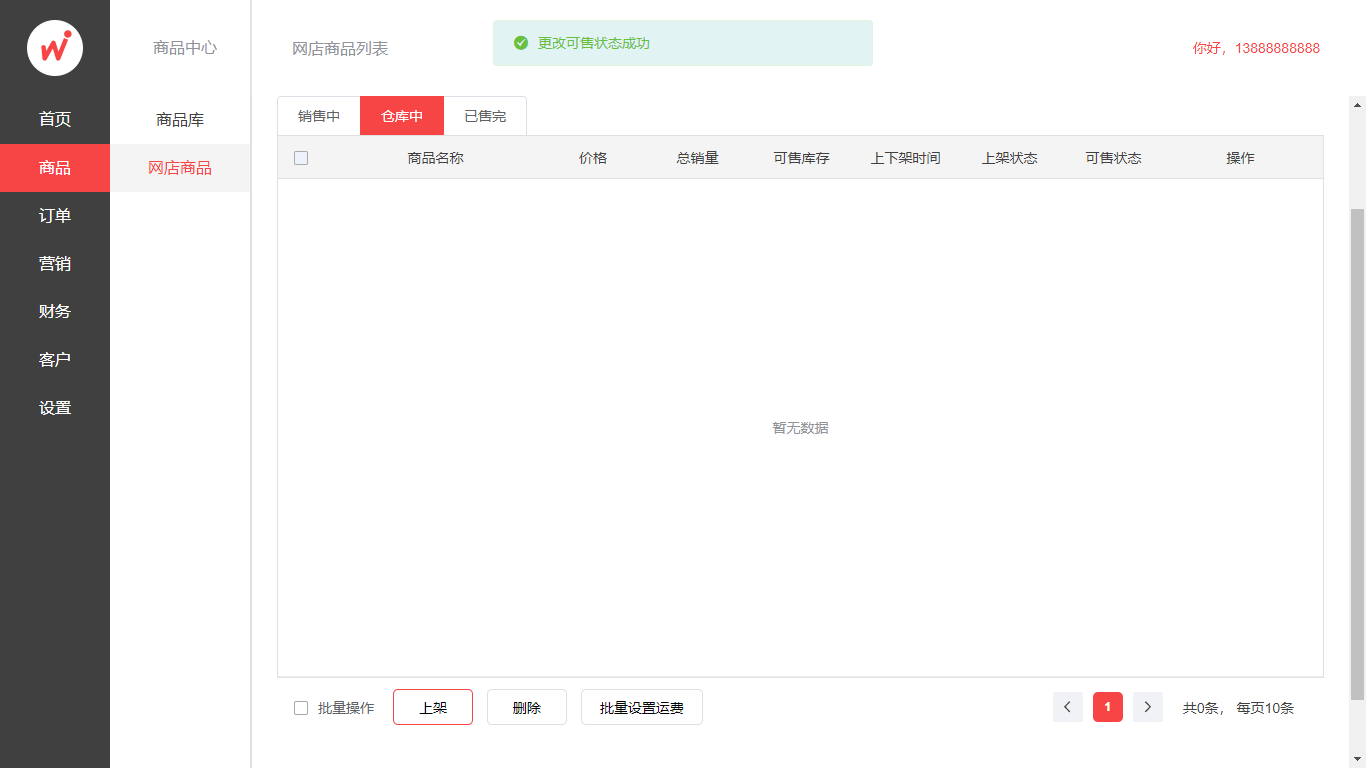 商品中心
网店商品列表
更改可售状态成功
你好，13888888888
首页
商品
订单
营销
财务
客户
设置
商品库
网店商品
销售中 仓库中 已售完
商品名称 价格 总销量 可售库存 上下架时间 上架状态 可售状态 操作
暂无数据
批量操作 上架 删除 批量设置运费 1 共0条， 每页10条